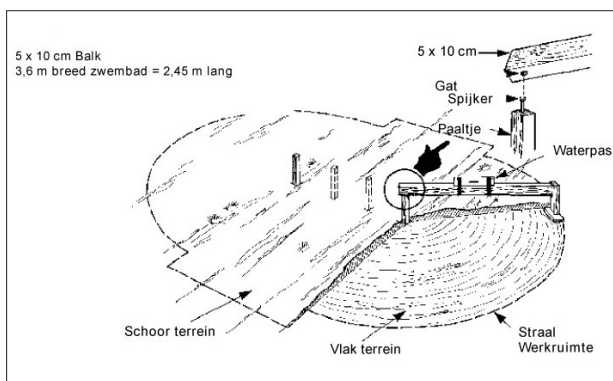 5 x 10 cm Balk
3,6 m breed zwembad = 2,45 m lang
5 x 10 cm
Gat
Spijker
Paaltje
Waterpas
Schoor terrein
Vlak terrein
Straal
Werkruimte